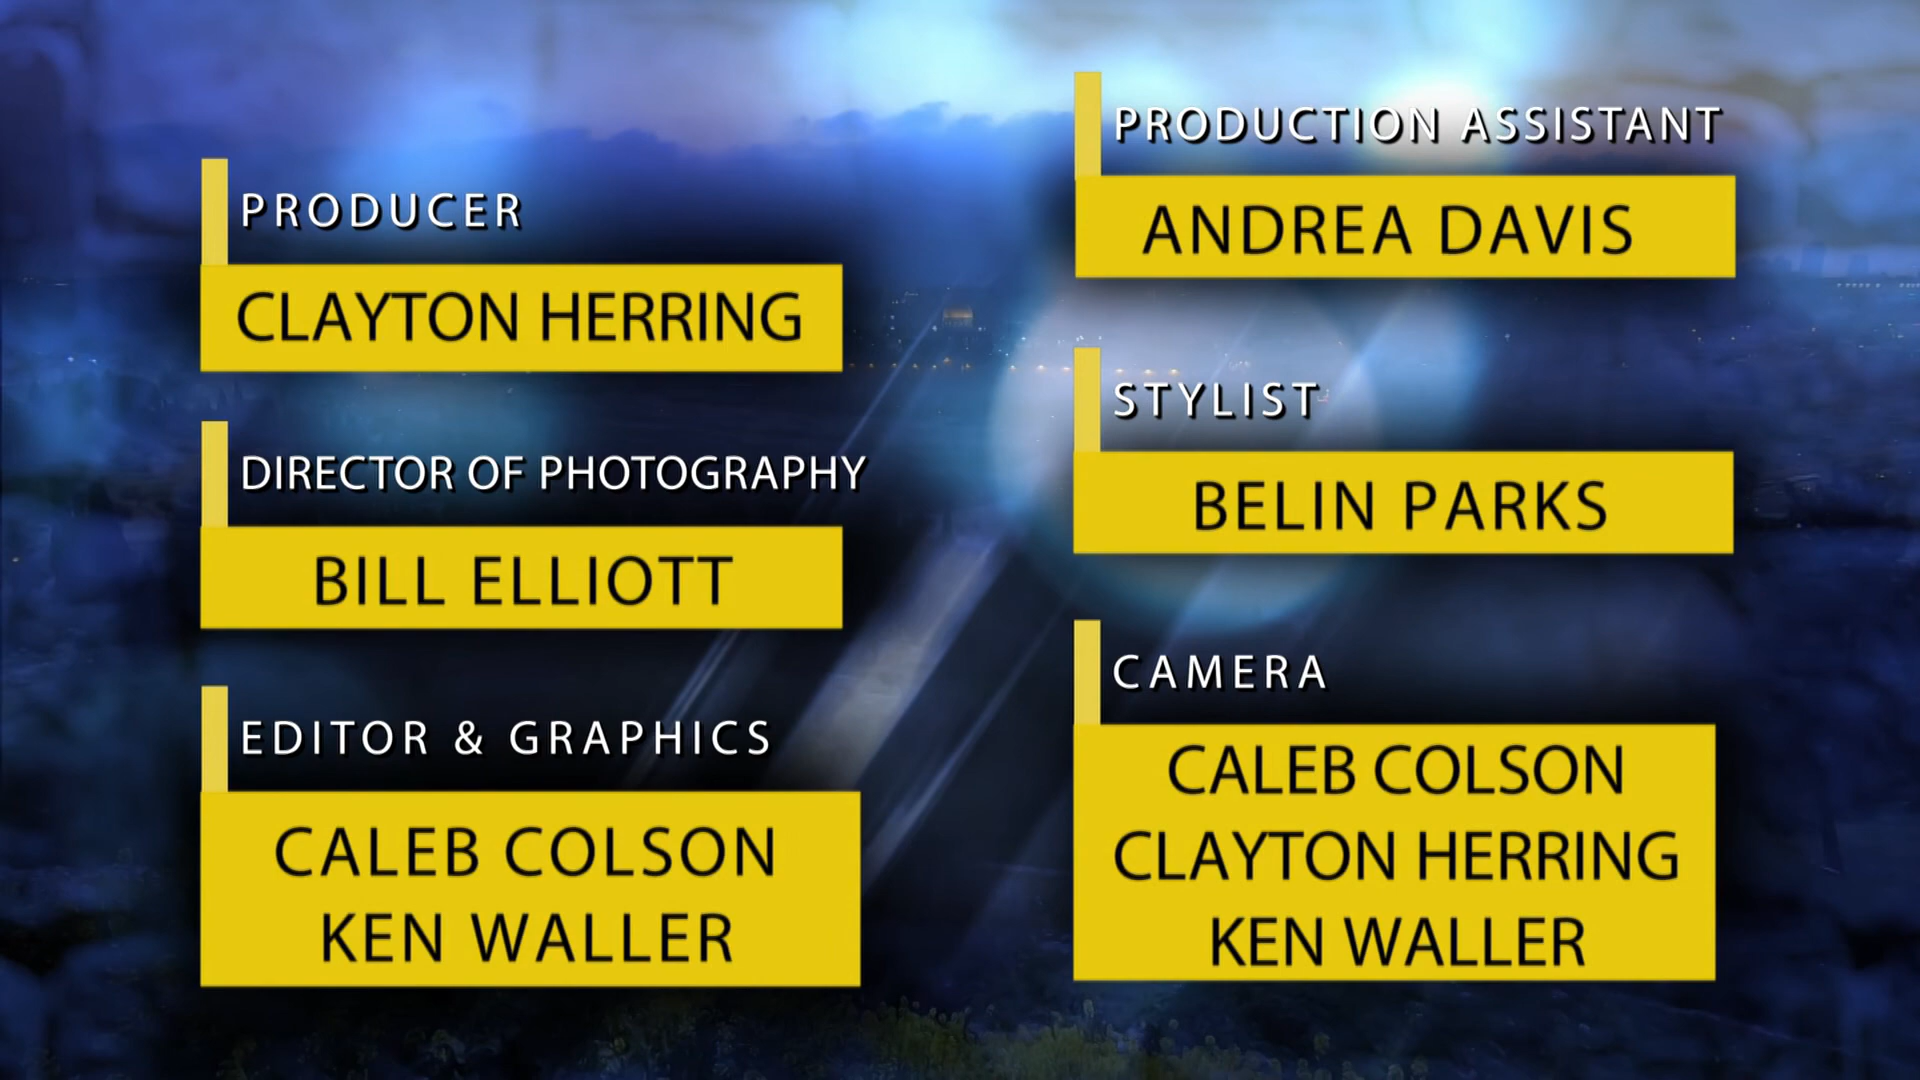 PRODUCER
CLAYTON HERRING
DIRECTOR OF PHOTOGRAPHY
BILL ELLIOTT
EDITOR & GRAPHICS
CALEB COLSON
KEN WALLER
PRODUCTION ASSISTANT
ANDREA DAVIS
STYLIST
BELIN PARKS
CAMERA
CALEB COLSON
CLAYTON HERRING
KEN WALLER